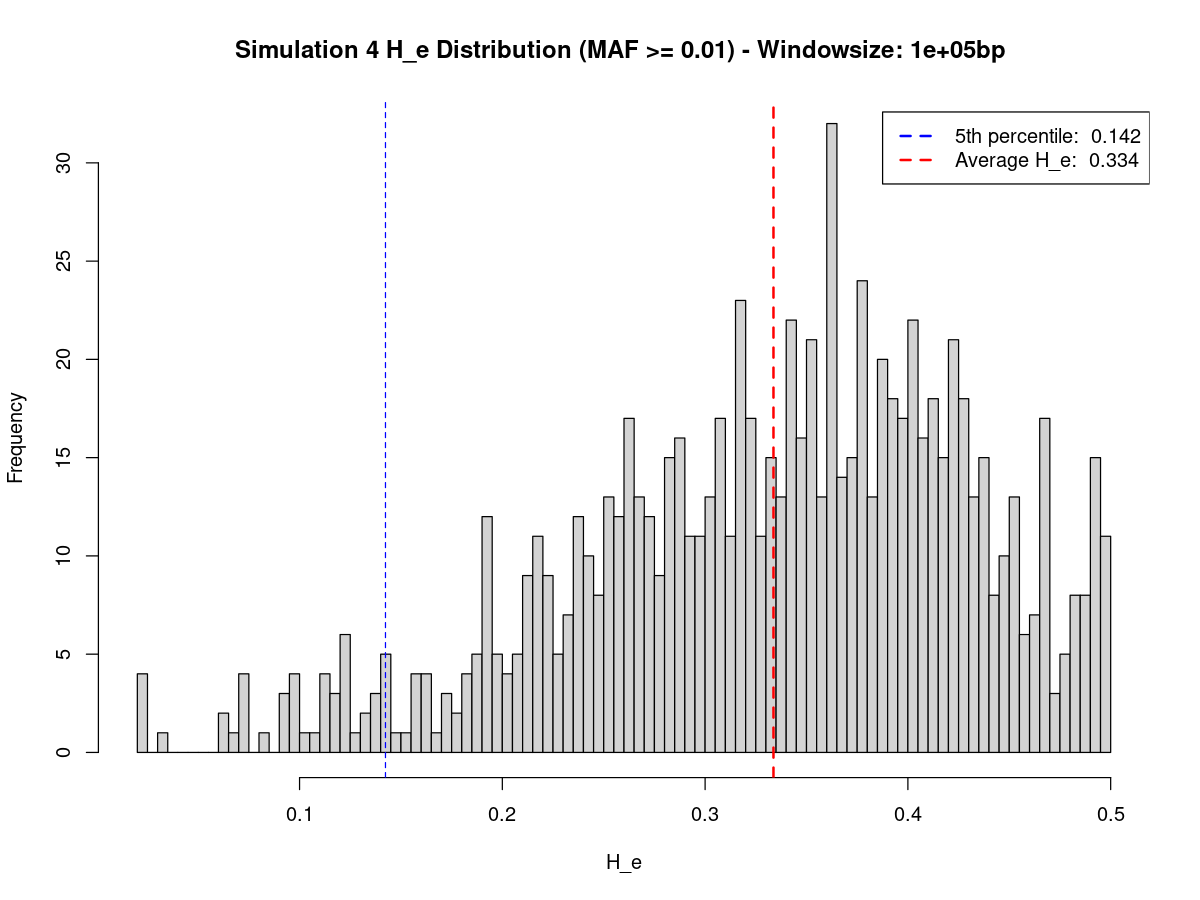 Simulation 4 H_e Distribution (MAF >= 0.01) - Windowsize: 1e+05bp
5th percentile: 0.142
Average H_e: 0.334
Frequency
30
25
20
15
10
5
0
0.1 0.2 0.3 0.4 0.5
H_e